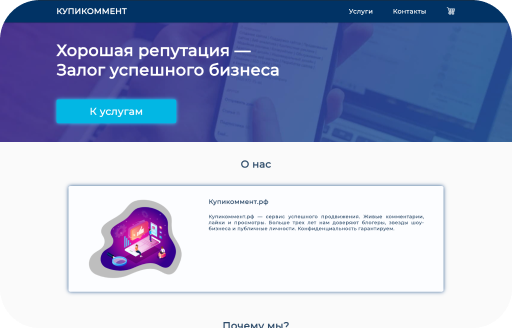 КУПИКОММЕНТ
Услуги Контакты
Хорошая репутация —
Залог успешного бизнеса
К услугам
О нас
Купикоммент.рф
Купикоммент.рф — сервис успешного продвижения. Живые комментарии,
лайки и просмотры. Больше трех лет нам доверяют блогеры, звезды шоу-
бизнеса и публичные личности. Конфиденциальность гарантируем.
Почему мы?